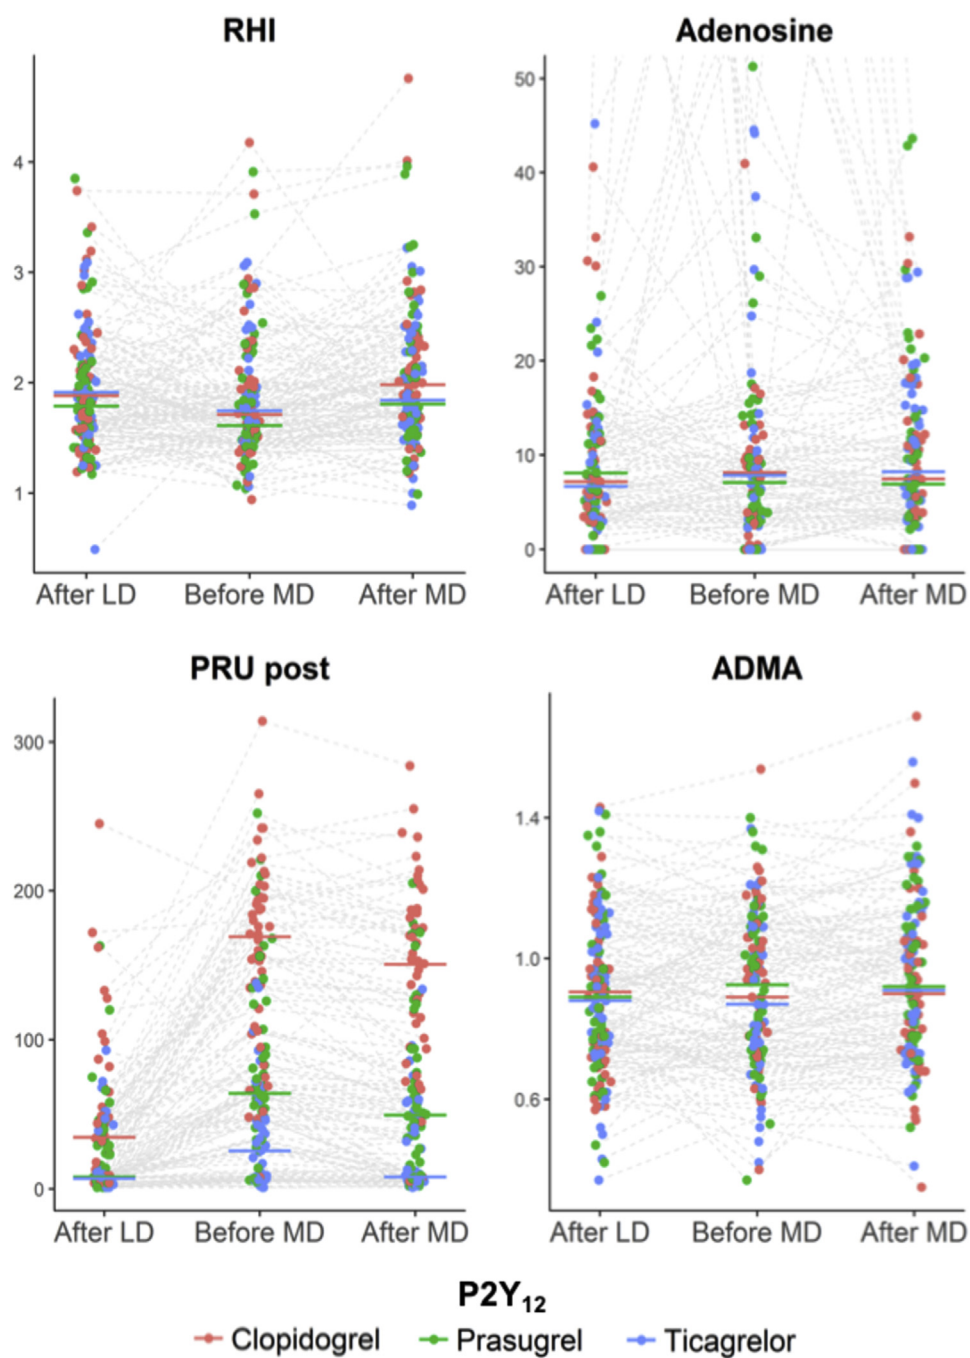 RHI
Adenosine
4
3
2
1
50
40
30
20
10
0
After LD Before MD After MD
After LD Before MD After MD
PRU post
ADMA
300
200
100
0
1.4
1.0
0.6
After LD Before MD After MD
After LD Before MD After MD
P2Y₁₂
Clopidogrel Prasugrel Ticagrelor